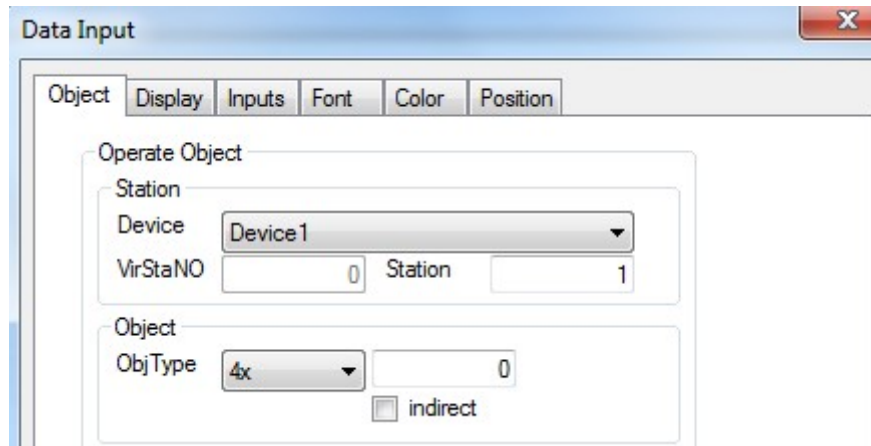 Data Input
Object Display Inputs Font Color Position
Operate Object
Station
Device Device1
VirStaNO 0 Station 1
Object
ObjType 4x 0
indirect